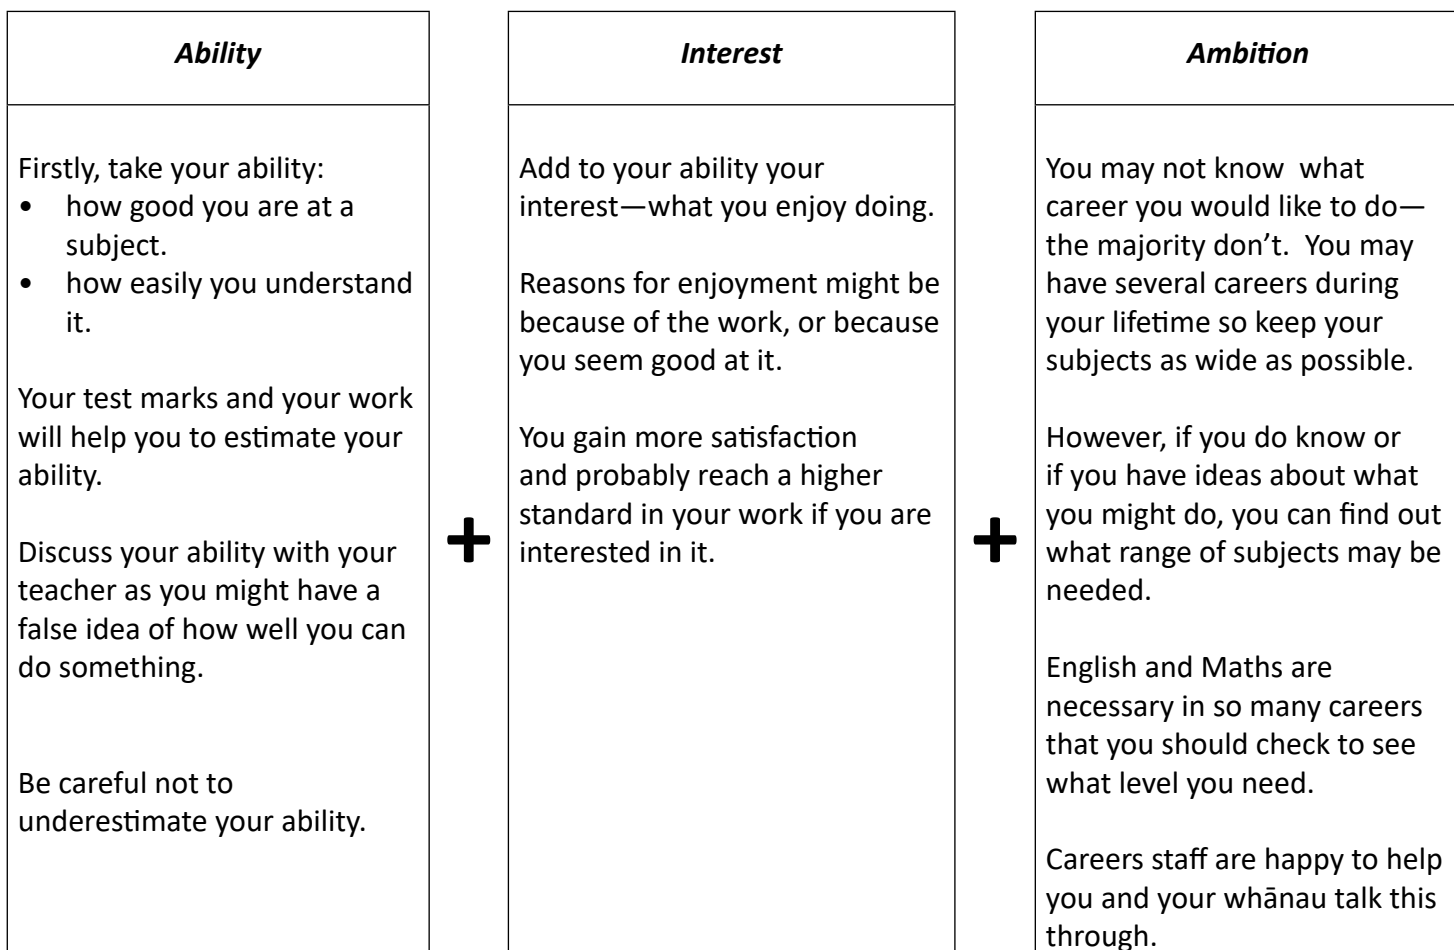 Ability
Firstly, take your ability:
• how good you are at a
subject.
• how easily you understand
it.
Your test marks and your work
will help you to estimate your
ability.
Discuss your ability with your
teacher as you might have a
false idea of how well you can
do something.
Be careful not to
underestimate your ability.
+
Interest
Add to your ability your
interest—what you enjoy doing.
Reasons for enjoyment might be
because of the work, or because
you seem good at it.
You gain more satisfaction
and probably reach a higher
standard in your work if you are
interested in it.
+
Ambition
You may not know  what
career you would like to do—
the majority don’t.  You may
have several careers during
your lifetime so keep your
subjects as wide as possible.
However, if you do know or
if you have ideas about what
you might do, you can find out
what range of subjects may be
needed.
English and Maths are
necessary in so many careers
that you should check to see
what level you need.
Careers staff are happy to help
you and your whānau talk this
through.